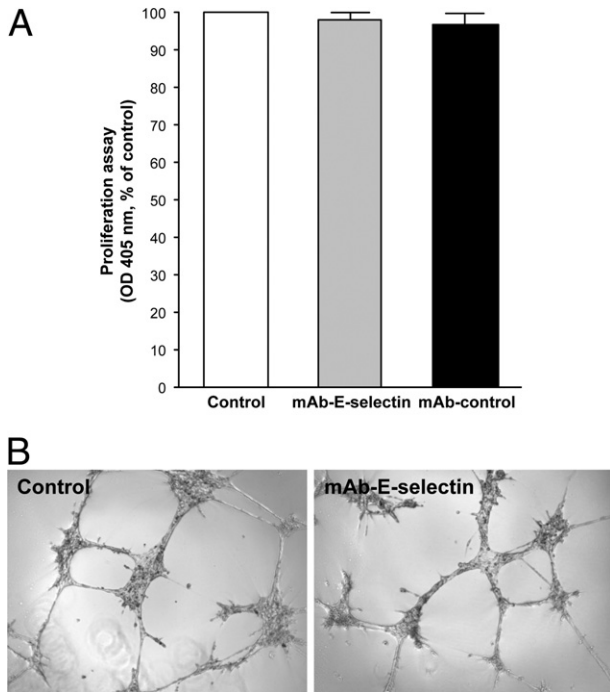 A
Proliferation assay
(OD 405 nm, % of control)
100
90
80
70
60
50
40
30
20
10
0
Control
mAb-E-selectin
mAb-control
B
Control
mAb-E-selectin